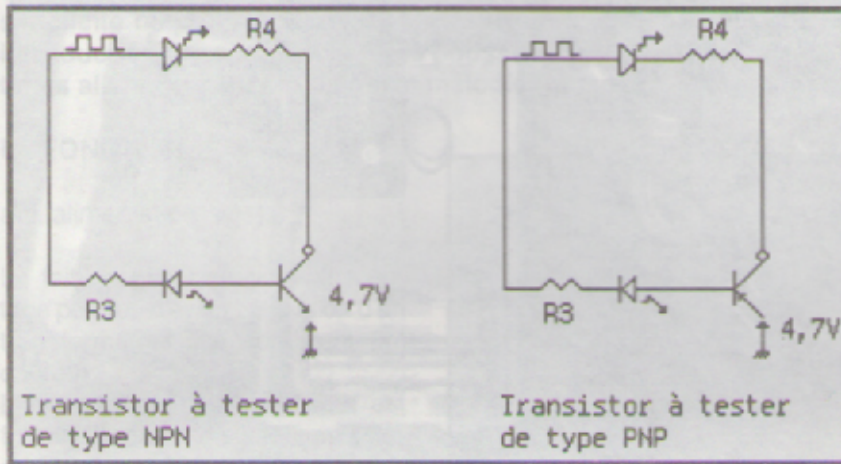 R4
R3
4,7V
Transistor à tester
de type NPN
R4
R3
4,7V
Transistor à tester
de type PNP